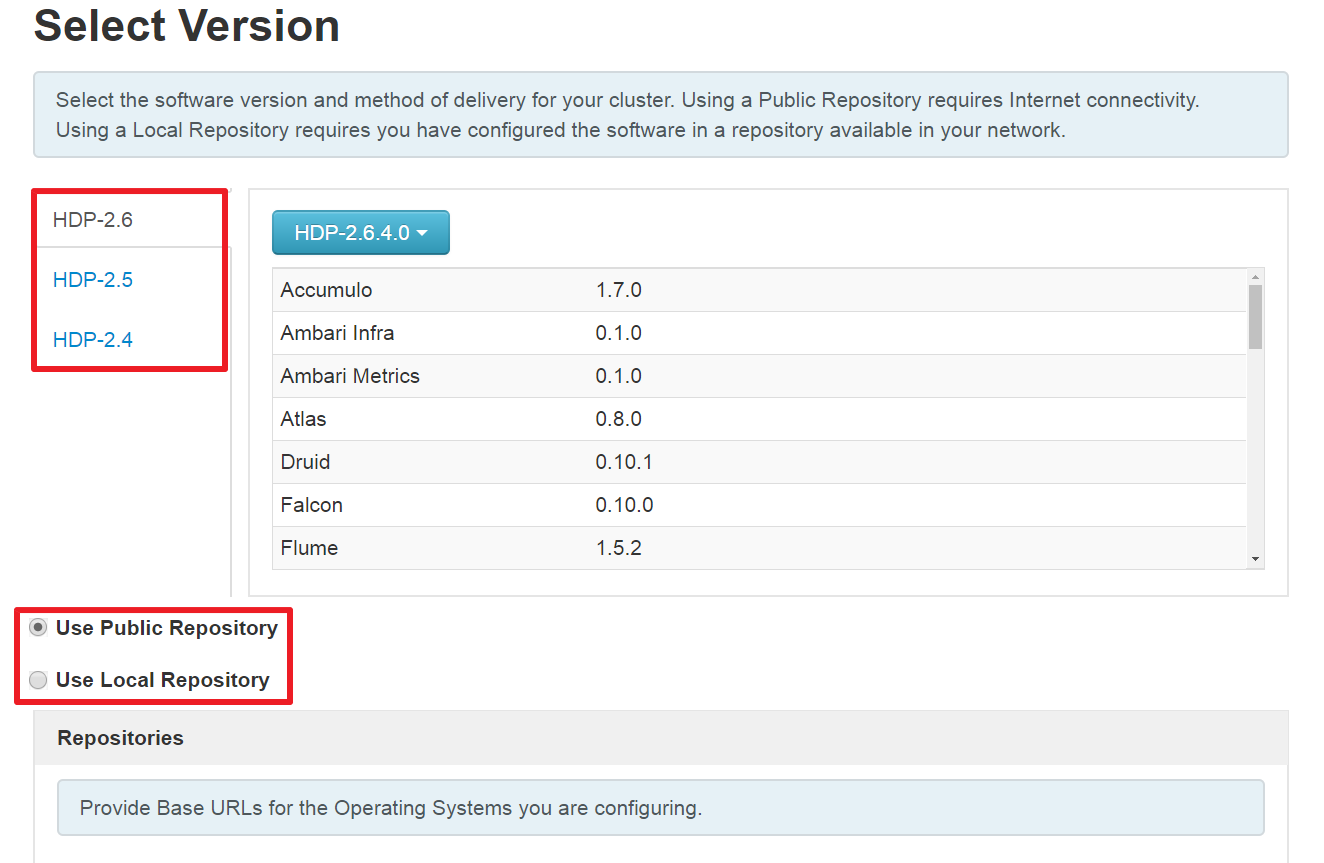 Select Version
Select the software version and method of delivery for your cluster. Using a Public Repository requires Internet connectivity.
Using a Local Repository requires you have configured the software in a repository available in your network.
HDP-2.6
HDP-2.5
HDP-2.4
HDP-2.6.4.0
Accumulo 1.7.0
Ambari Infra 0.1.0
Ambari Metrics 0.1.0
Atlas 0.8.0
Druid 0.10.1
Falcon 0.10.0
Flume 1.5.2
Use Public Repository
Use Local Repository
Repositories
Provide Base URLs for the Operating Systems you are configuring.